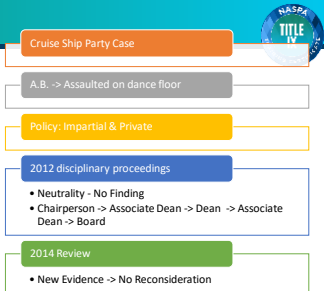 NASPA
TITLE
IV
Cruise Ship Party Case
A.B. -> Assaulted on dance floor
Policy: Impartial & Private
2012 disciplinary proceedings
• Neutrality - No Finding
• Chairperson -> Associate Dean -> Dean -> Associate
Dean -> Board
2014 Review
• New Evidence -> No Reconsideration